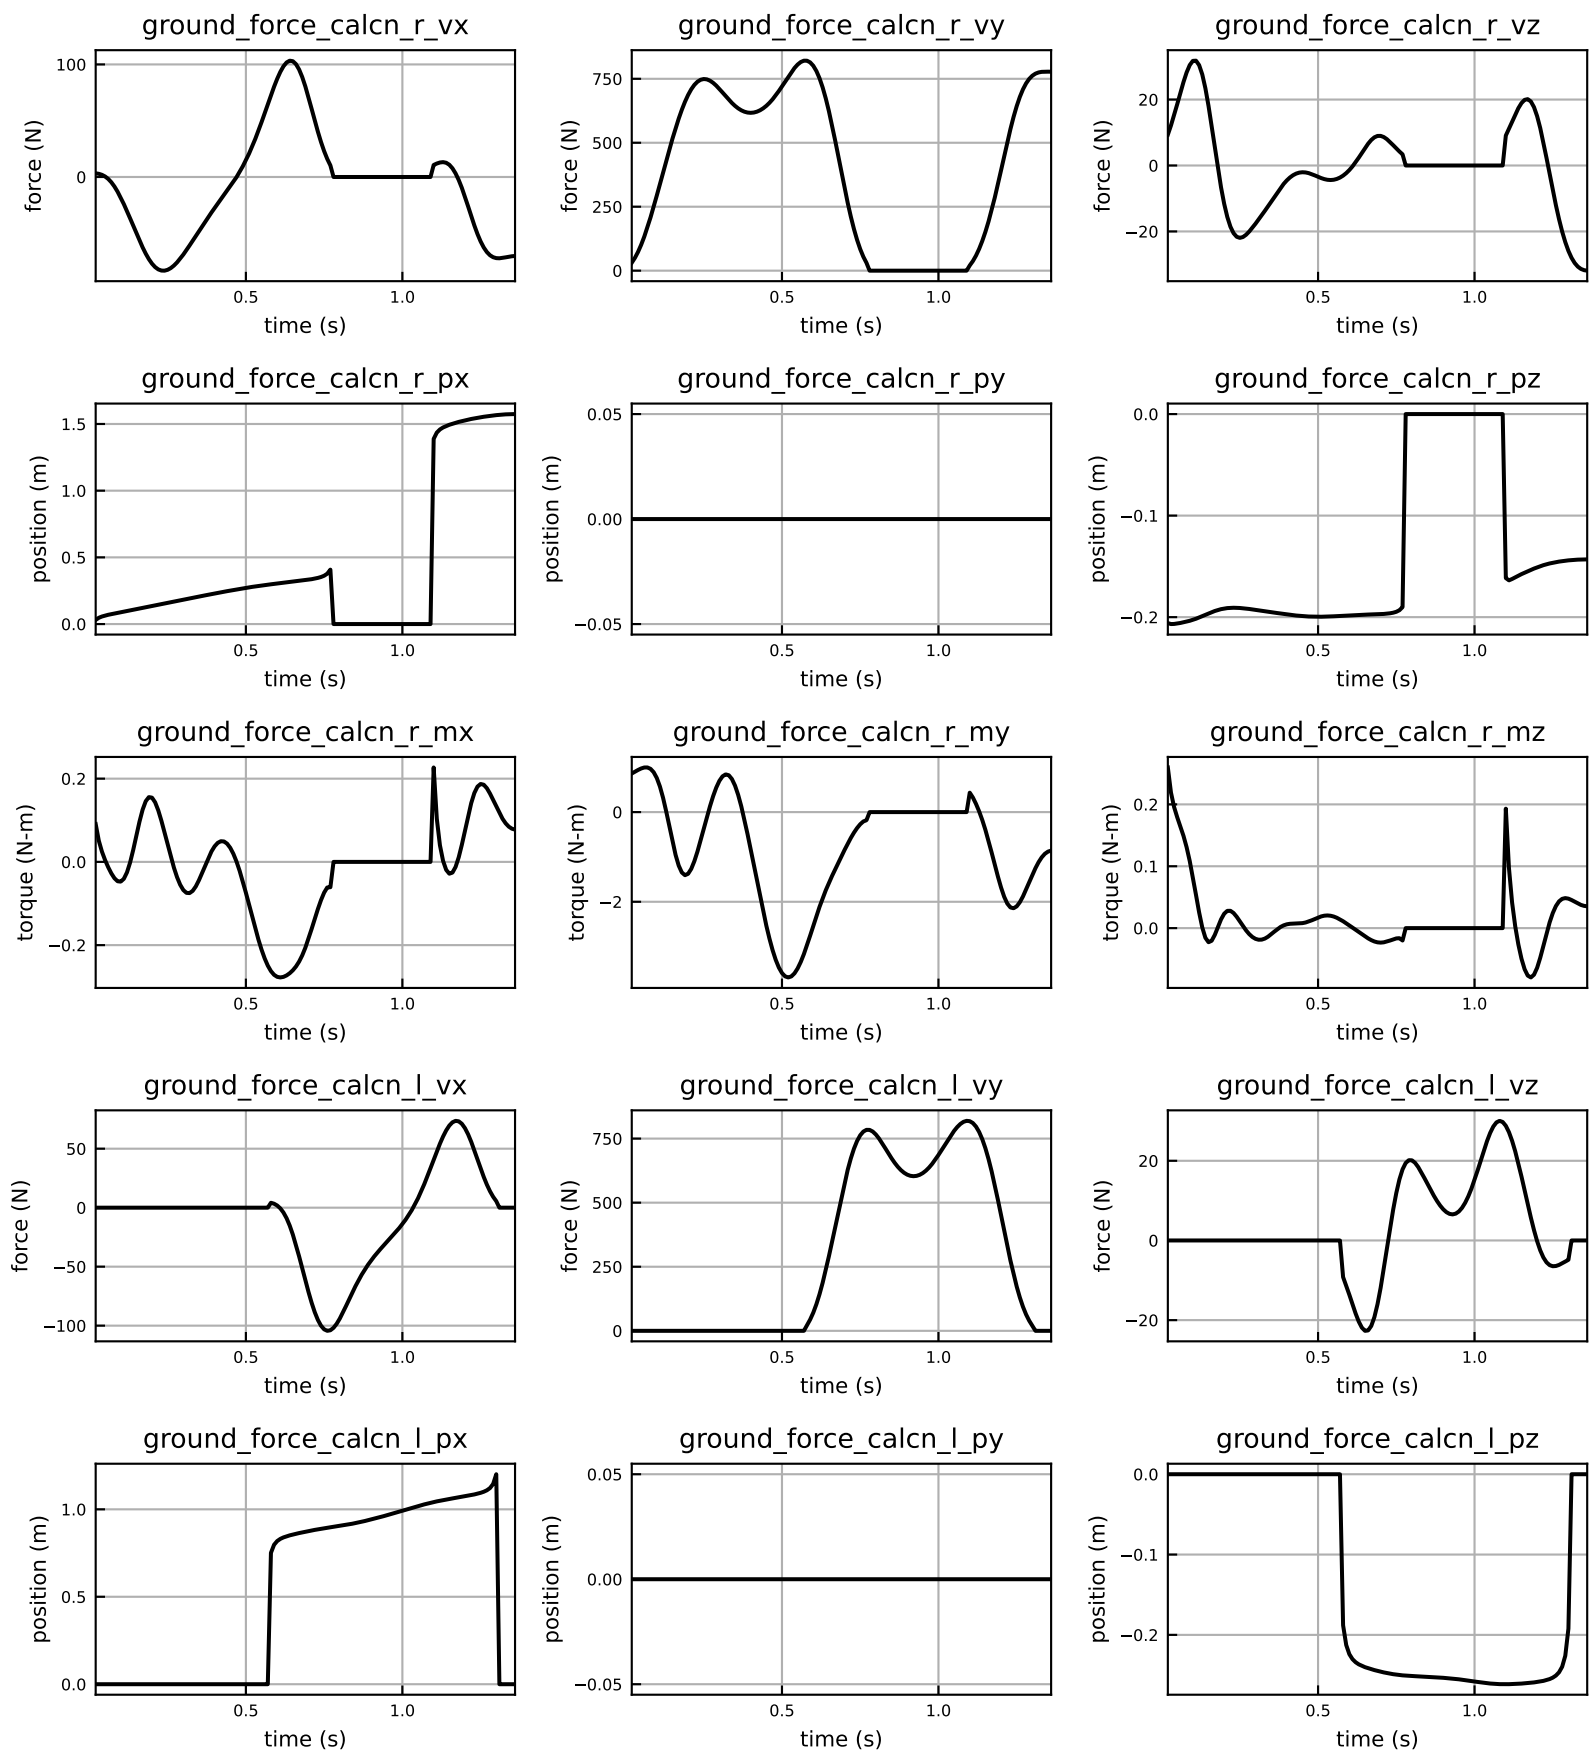 ground_force_calcn_r_vx
force (N)
100
0
0.5
1.0
time (s)
ground_force_calcn_r_vy
force (N)
750
500
250
0
0.5
1.0
time (s)
ground_force_calcn_r_vz
force (N)
20
0
−20
0.5
1.0
time (s)
ground_force_calcn_r_px
position (m)
1.5
1.0
0.5
0.0
0.5
1.0
time (s)
ground_force_calcn_r_py
position (m)
0.05
0.00
−0.05
0.5
1.0
time (s)
ground_force_calcn_r_pz
position (m)
0.0
−0.1
−0.2
0.5
1.0
time (s)
ground_force_calcn_r_mx
torque (N-m)
0.2
0.0
−0.2
0.5
1.0
time (s)
ground_force_calcn_r_my
torque (N-m)
0
−2
0.5
1.0
time (s)
ground_force_calcn_r_mz
torque (N-m)
0.2
0.1
0.0
0.5
1.0
time (s)
ground_force_calcn_l_vx
force (N)
50
0
−50
−100
0.5
1.0
time (s)
ground_force_calcn_l_vy
force (N)
750
500
250
0
0.5
1.0
time (s)
ground_force_calcn_l_vz
force (N)
20
0
−20
0.5
1.0
time (s)
ground_force_calcn_l_px
position (m)
1.0
0.5
0.0
0.5
1.0
time (s)
ground_force_calcn_l_py
position (m)
0.05
0.00
−0.05
0.5
1.0
time (s)
ground_force_calcn_l_pz
position (m)
0.0
−0.1
−0.2
0.5
1.0
time (s)